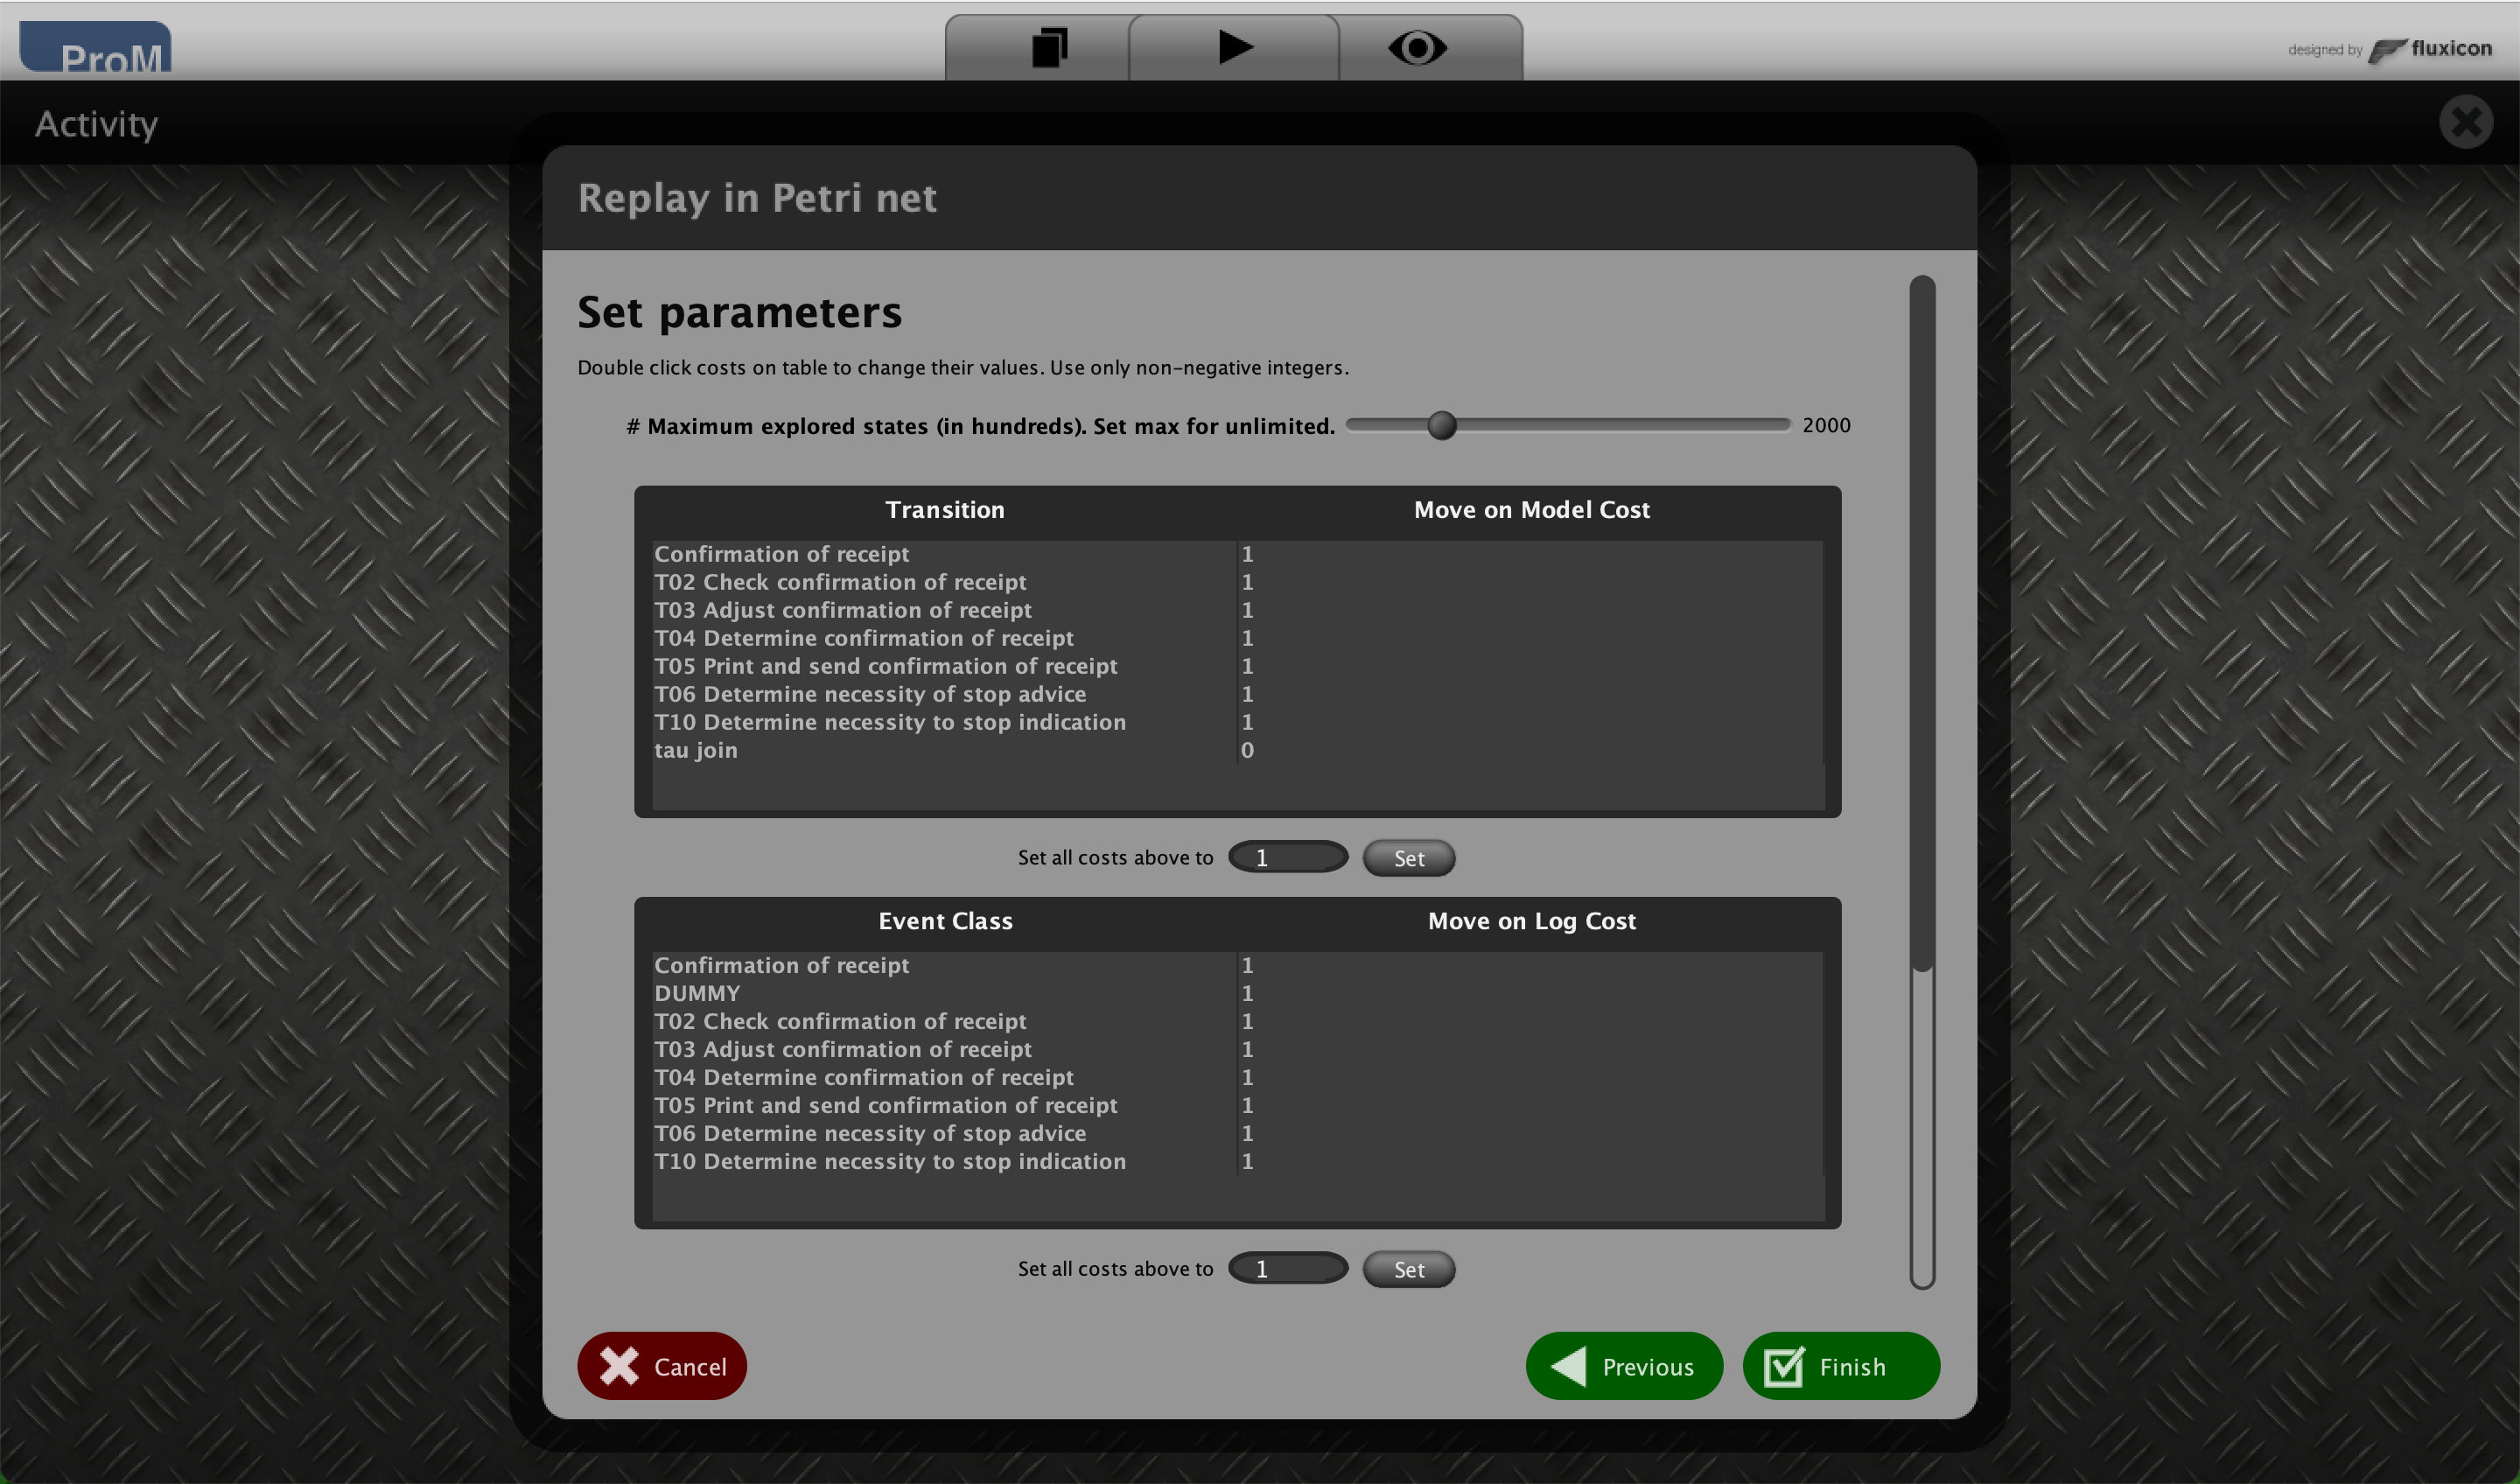 ProM
designed by fluxicon
Activity
Replay in Petri net
Set parameters
Double click costs on table to change their values. Use only non-negative integers.
# Maximum explored states (in hundreds). Set max for unlimited. 2000
Transition Move on Model Cost
Confirmation of receipt 1
T02 Check confirmation of receipt 1
T03 Adjust confirmation of receipt 1
T04 Determine confirmation of receipt 1
T05 Print and send confirmation of receipt 1
T06 Determine necessity of stop advice 1
T10 Determine necessity to stop indication 1
tau join 0
Set all costs above to 1 Set
Event Class Move on Log Cost
Confirmation of receipt 1
DUMMY 1
T02 Check confirmation of receipt 1
T03 Adjust confirmation of receipt 1
T04 Determine confirmation of receipt 1
T05 Print and send confirmation of receipt 1
T06 Determine necessity of stop advice 1
T10 Determine necessity to stop indication 1
Set all costs above to 1 Set
Cancel Previous Finish